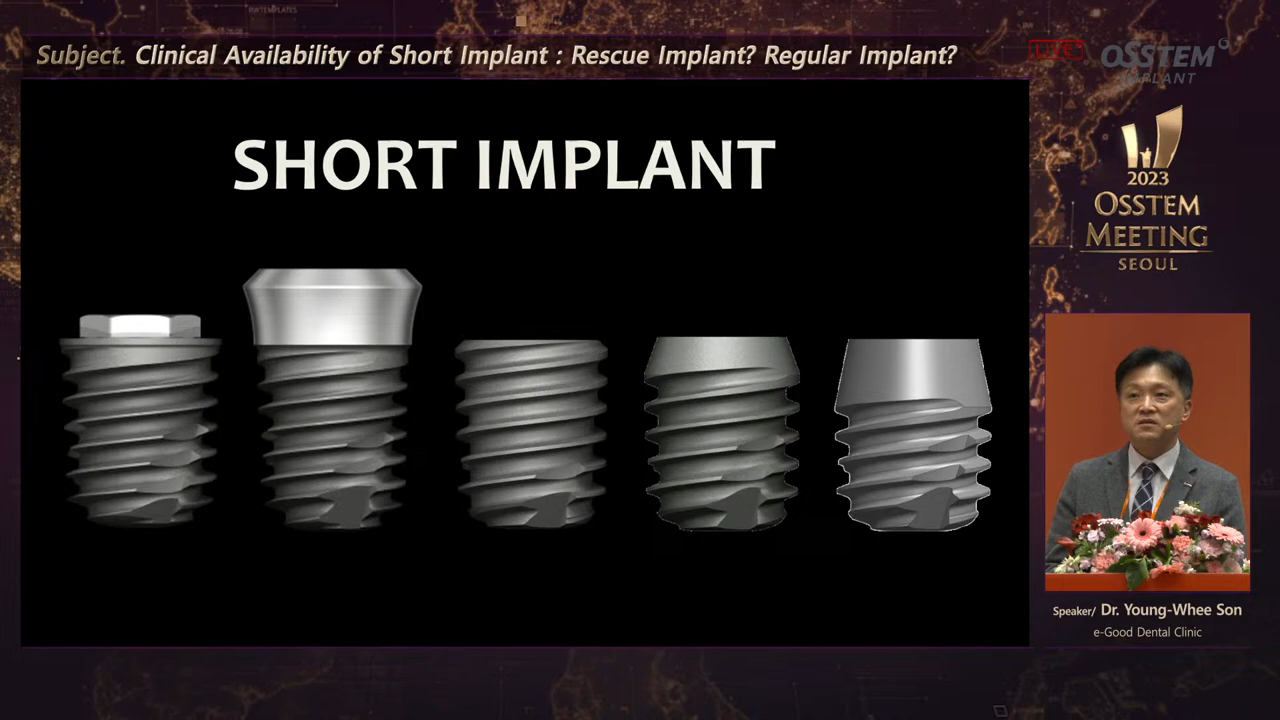 Subject. Clinical Availability of Short Implant : Rescue Implant? Regular Implant?
LIVE
OSSTEM
IMPLANT
SHORT IMPLANT
2023
OSSTEM
MEETING
SEOUL
Speaker/ Dr. Young-Whee Son
e-Good Dental Clinic